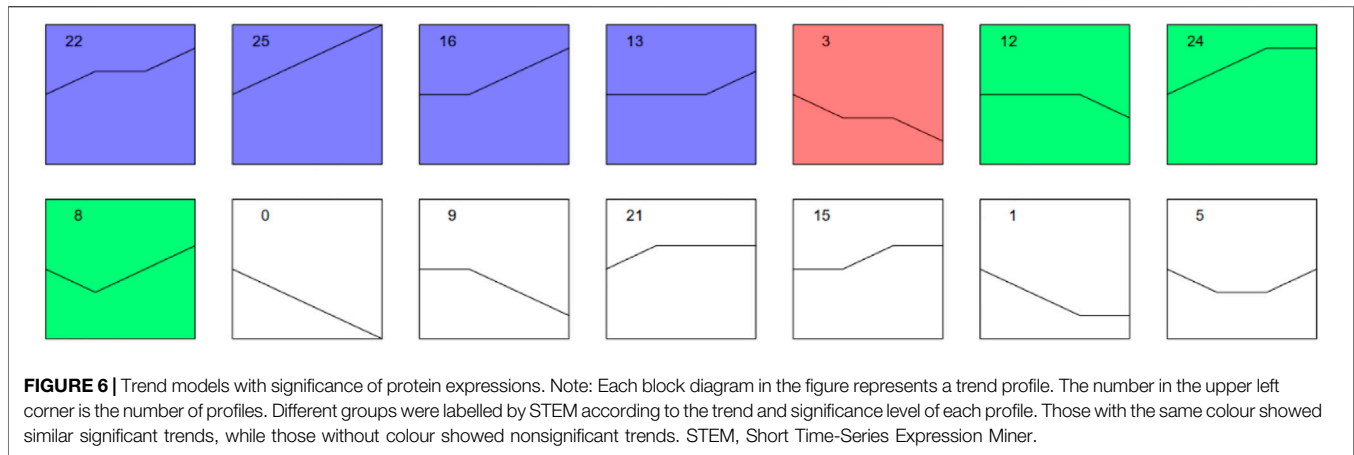 22 25 16 13 3 12 24
8 0 9 21 15 1 5
FIGURE 6 | Trend models with significance of protein expressions. Note: Each block diagram in the figure represents a trend profile. The number in the upper left
corner is the number of profiles. Different groups were labelled by STEM according to the trend and significance level of each profile. Those with the same colour showed
similar significant trends, while those without colour showed nonsignificant trends. STEM, Short Time-Series Expression Miner.